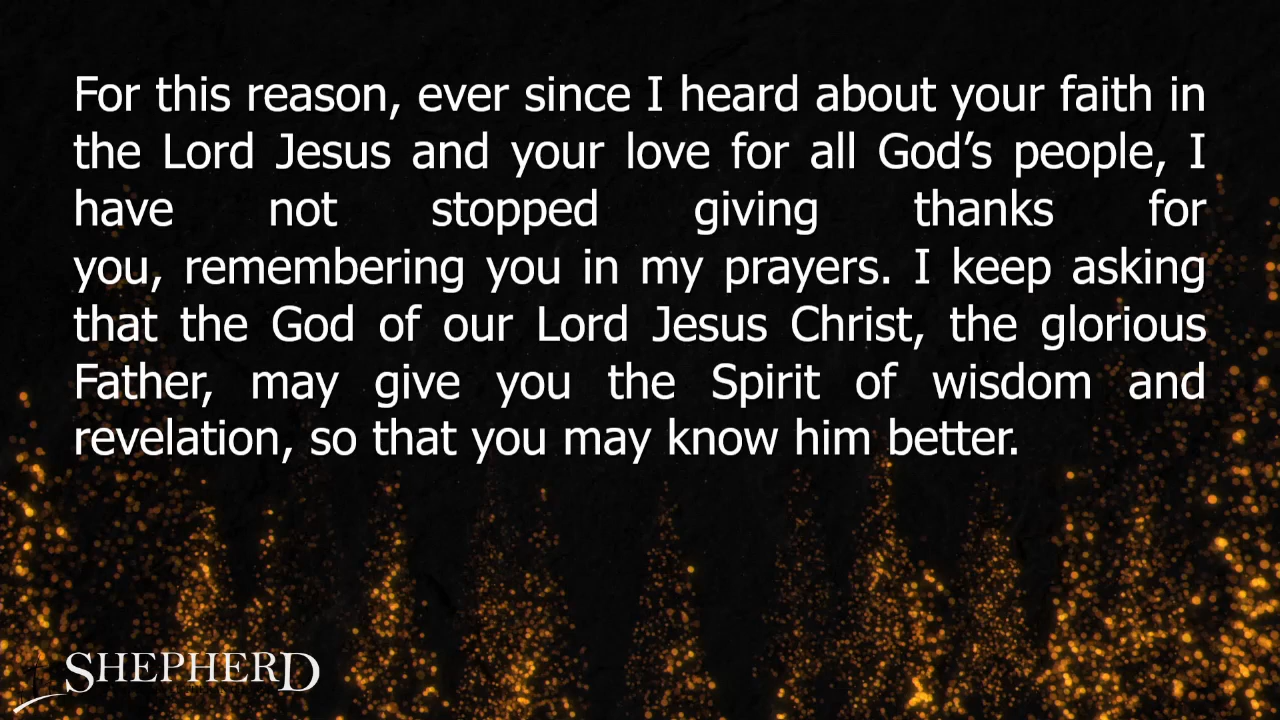 For this reason, ever since I heard about your faith in
the Lord Jesus and your love for all God’s people, I
have not stopped giving thanks for
you, remembering you in my prayers. I keep asking
that the God of our Lord Jesus Christ, the glorious
Father, may give you the Spirit of wisdom and
revelation, so that you may know him better.
SHEPHERD